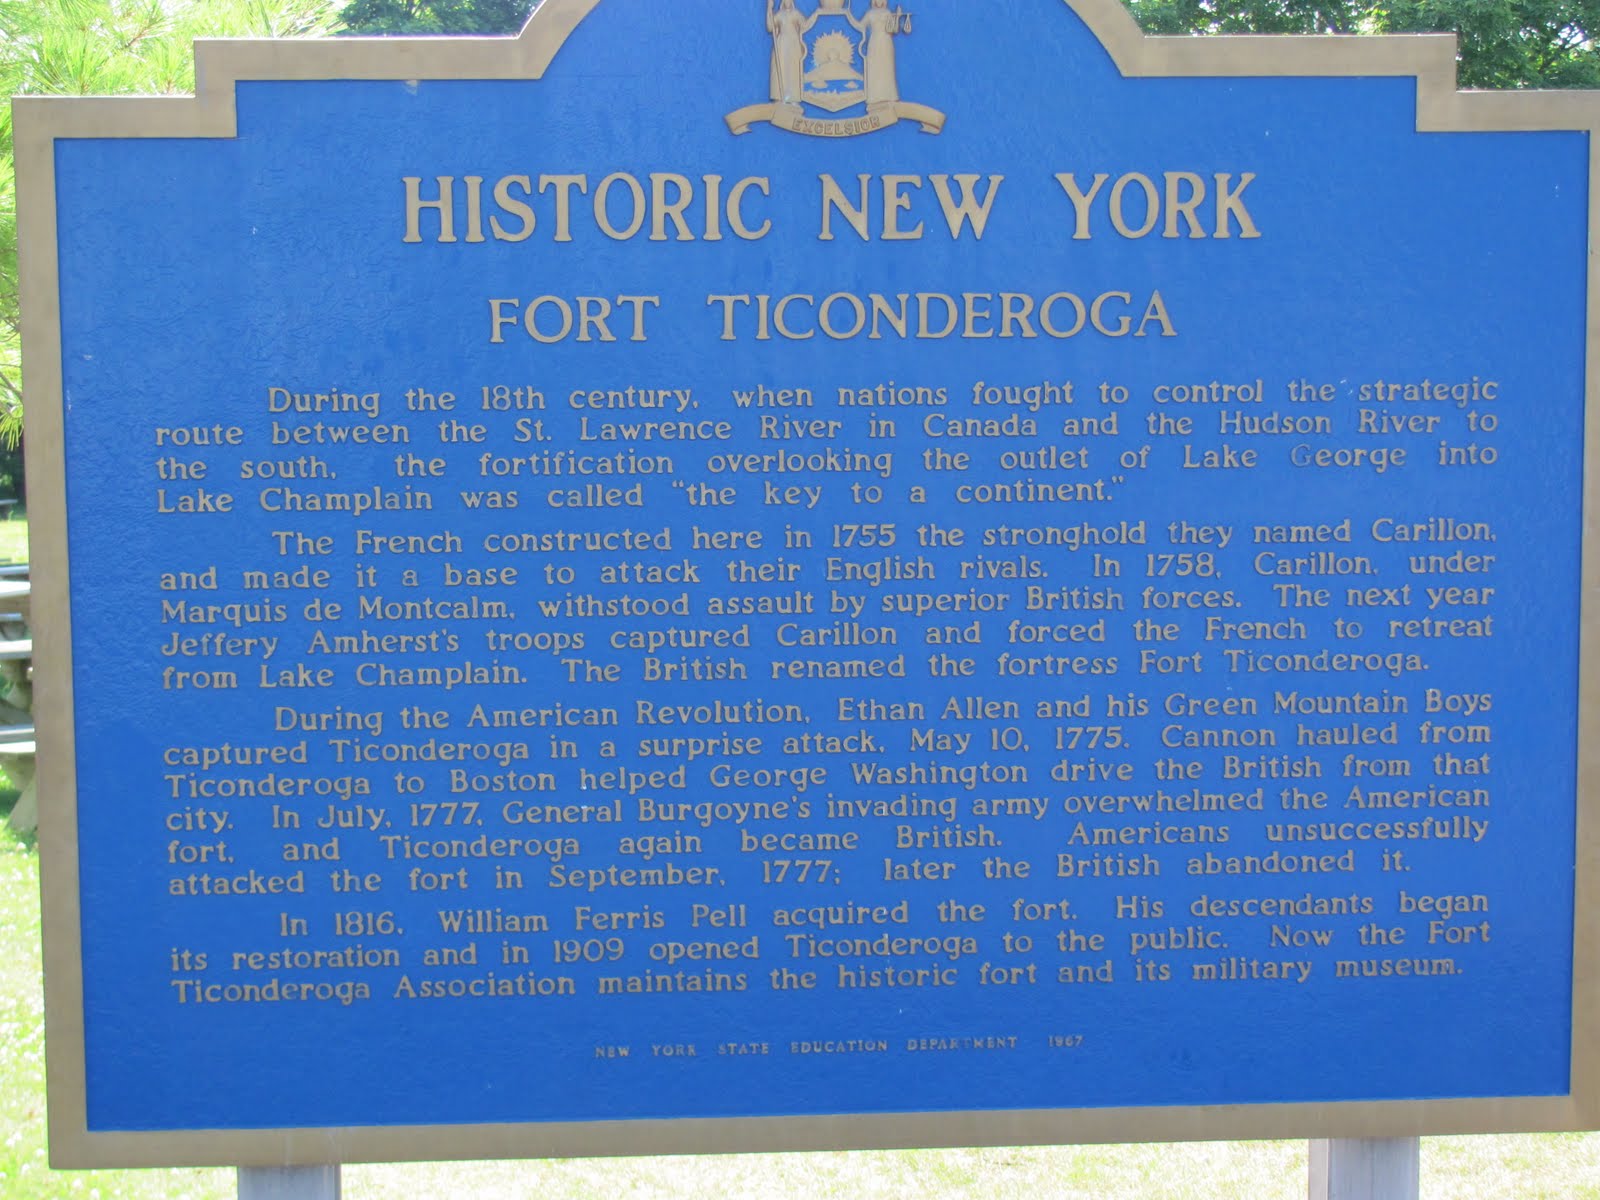 EXCELSIOR
HISTORIC NEW YORK
FORT TICONDEROGA
During the 18th century, when nations fought to control the strategic
route between the St. Lawrence River in Canada and the Hudson River to
the south, the fortification overlooking the outlet of Lake George into
Lake Champlain was called "the key to a continent."
The French constructed here in 1755 the stronghold they named Carillon,
and made it a base to attack their English rivals. In 1758, Carillon, under
Marquis de Montcalm, withstood assault by superior British forces. The next year
Jeffery Amherst's troops captured Carillon and forced the French to retreat
from Lake Champlain. The British renamed the fortress Fort Ticonderoga.
During the American Revolution, Ethan Allen and his Green Mountain Boys
captured Ticonderoga in a surprise attack, May 10, 1775. Cannon hauled from
Ticonderoga to Boston helped George Washington drive the British from that
city. In July, 1777, General Burgoyne's invading army overwhelmed the American
fort, and Ticonderoga again became British. Americans unsuccessfully
attacked the fort in September, 1777; later the British abandoned it.
In 1816, William Ferris Pell acquired the fort. His descendants began
its restoration and in 1909 opened Ticonderoga to the public. Now the Fort
Ticonderoga Association maintains the historic fort and its military museum.
NEW YORK STATE EDUCATION DEPARTMENT 1967